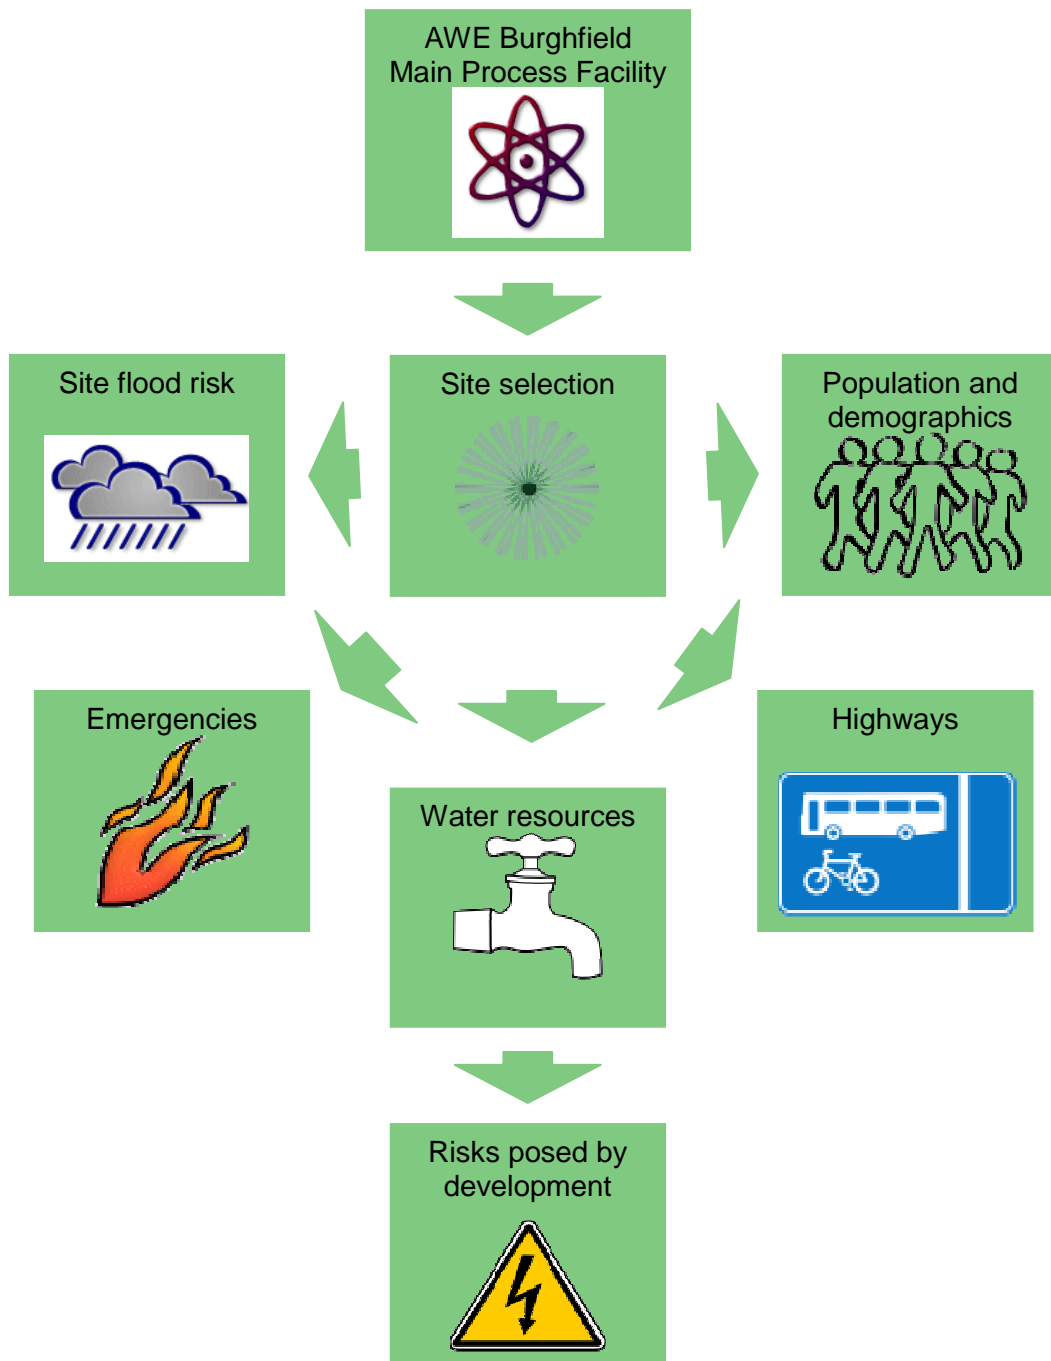 AWE Burghfield
Main Process Facility
Site flood risk
Site selection
Population and
demographics
Emergencies
Water resources
Highways
Risks posed by
development